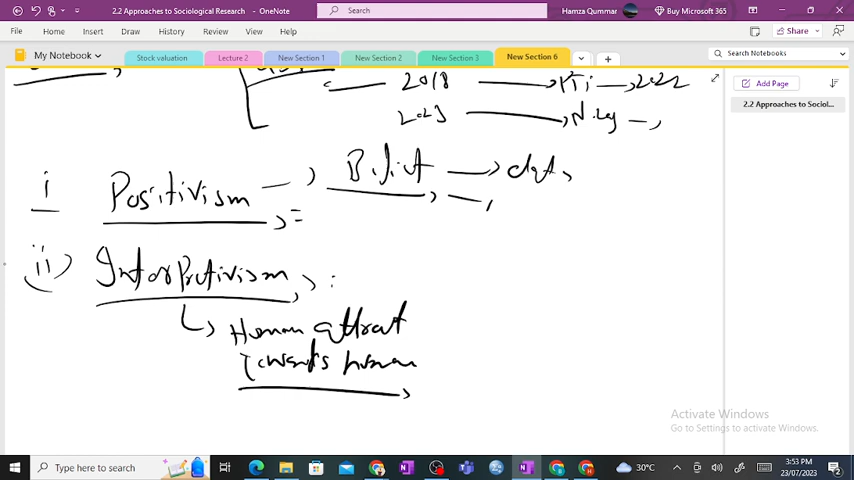 2.2 Approaches to Sociological Research - OneNote
Search
Hamza Qummar
Buy Microsoft 365
File Home Insert Draw History Review View Help
Share
My Notebook
Stock valuation
Lecture 2
New Section 1
New Section 2
New Section 3
New Section 6
Search Notebooks
Add Page
2.2 Approaches to Sociol...
2018 2022
2023
i Positivism
ii) Interpretivism
Human attract
towards human
Activate Windows
Go to Settings to activate Windows.
Type here to search
30°C
3:53 PM
23/07/2023